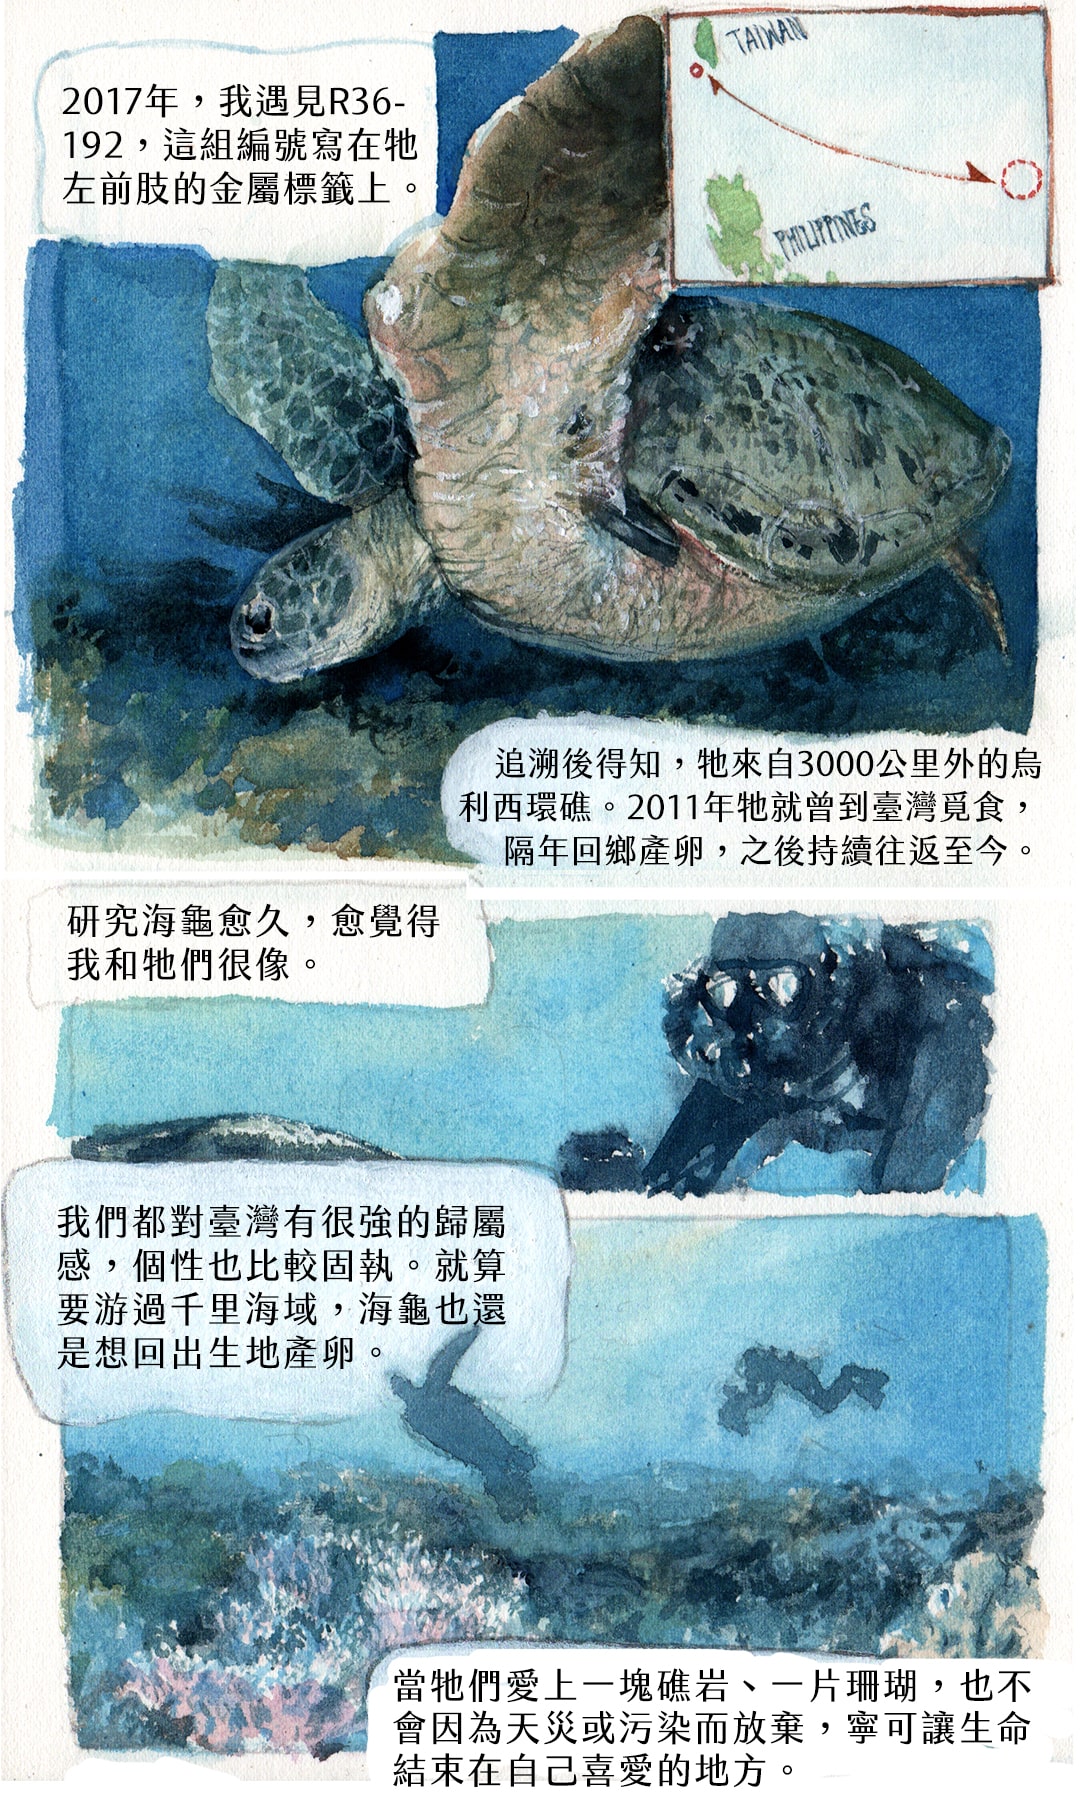 2017年，我遇見R36-
192，這組編號寫在牠
左前肢的金屬標籤上。
TAIWAN
PHILIPPINES
追溯後得知，牠來自3000公里外的烏
利西環礁。2011年牠就曾到臺灣覓食，
隔年回鄉產卵，之後持續往返至今。
研究海龜愈久，愈覺得
我和牠們很像。
我們都對臺灣有很強的歸屬
感，個性也比較固執。就算
要游過千里海域，海龜也還
是想回出生地產卵。
當牠們愛上一塊礁岩、一片珊瑚，也不
會因為天災或污染而放棄，寧可讓生命
結束在自己喜愛的地方。